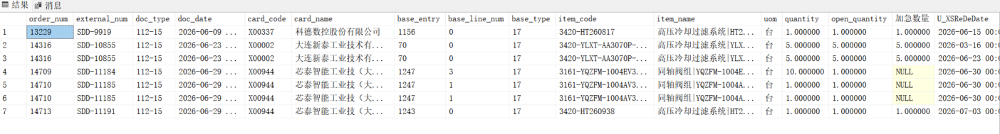 结果 消息
order_num external_num doc_type doc_date card_code card_name base_entry base_line_num base_type item_code item_name uom quantity open_quantity 加急数量 U_XSReDeDate
1 13229 SDD-9919 112-15 2026-06-09 ... X00337 科德数控股份有限公司 1156 0 17 3420-HT260817 高压冷却过滤系统|HT2... 台 1.000000 1.000000 1.000000 2026-06-15 00:
2 14316 SDD-10855 112-15 2026-06-23 ... X00002 大连新泰工业技术有... 70 0 17 3420-YLXT-AA3070P-... 高压冷却过滤系统|YLX... 台 5.000000 5.000000 5.000000 2026-03-16 00:
3 14316 SDD-10855 112-15 2026-06-23 ... X00002 大连新泰工业技术有... 70 0 17 3420-YLXT-AA3070P-... 高压冷却过滤系统|YLX... 台 5.000000 5.000000 5.000000 2026-06-23 00:
4 14709 SDD-11184 112-15 2026-06-29 ... X00944 芯泰智能工业技（大... 1247 3 17 3161-YQZFM-1004EV3... 同轴阀组|YQZFM-1004E... 台 10.000000 1.000000 NULL 2026-06-30 00:
5 14710 SDD-11185 112-15 2026-06-29 ... X00944 芯泰智能工业技（大... 1247 1 17 3161-YQZFM-1004AV3... 同轴阀组|YQZFM-1004A... 台 1.000000 1.000000 NULL 2026-06-30 00:
6 14710 SDD-11185 112-15 2026-06-29 ... X00944 芯泰智能工业技（大... 1247 1 17 3161-YQZFM-1004AV3... 同轴阀组|YQZFM-1004A... 台 1.000000 1.000000 NULL 2026-06-30 00:
7 14713 SDD-11191 112-15 2026-06-29 ... X00944 芯泰智能工业技（大... 1243 0 17 3420-HT260938 高压冷却过滤系统|HT2... 台 1.000000 1.000000 1.000000 2026-07-03 00: